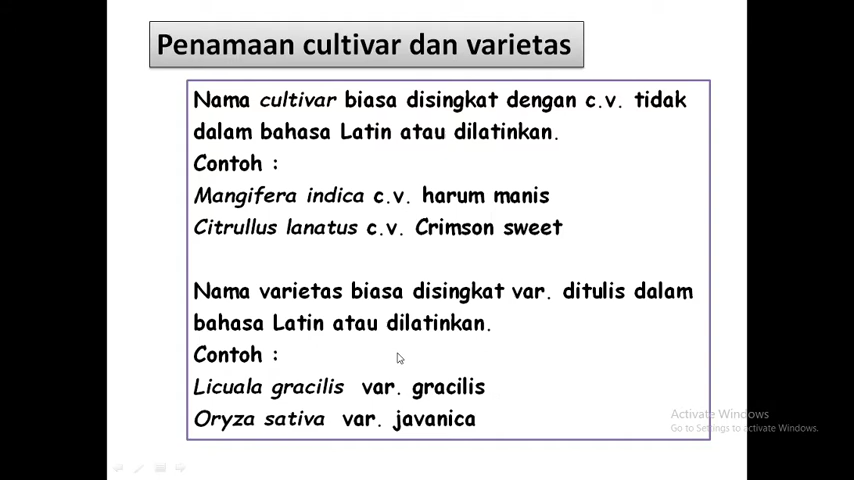 Penamaan cultivar dan varietas
Nama cultivar biasa disingkat dengan c.v. tidak
dalam bahasa Latin atau dilatinkan.
Contoh :
Mangifera indica c.v. harum manis
Citrullus lanatus c.v. Crimson sweet
Nama varietas biasa disingkat var. ditulis dalam
bahasa Latin atau dilatinkan.
Contoh :
Licuala gracilis var. gracilis
Oryza sativa var. javanica
Activate Windows
Go to Settings to activate Windows.